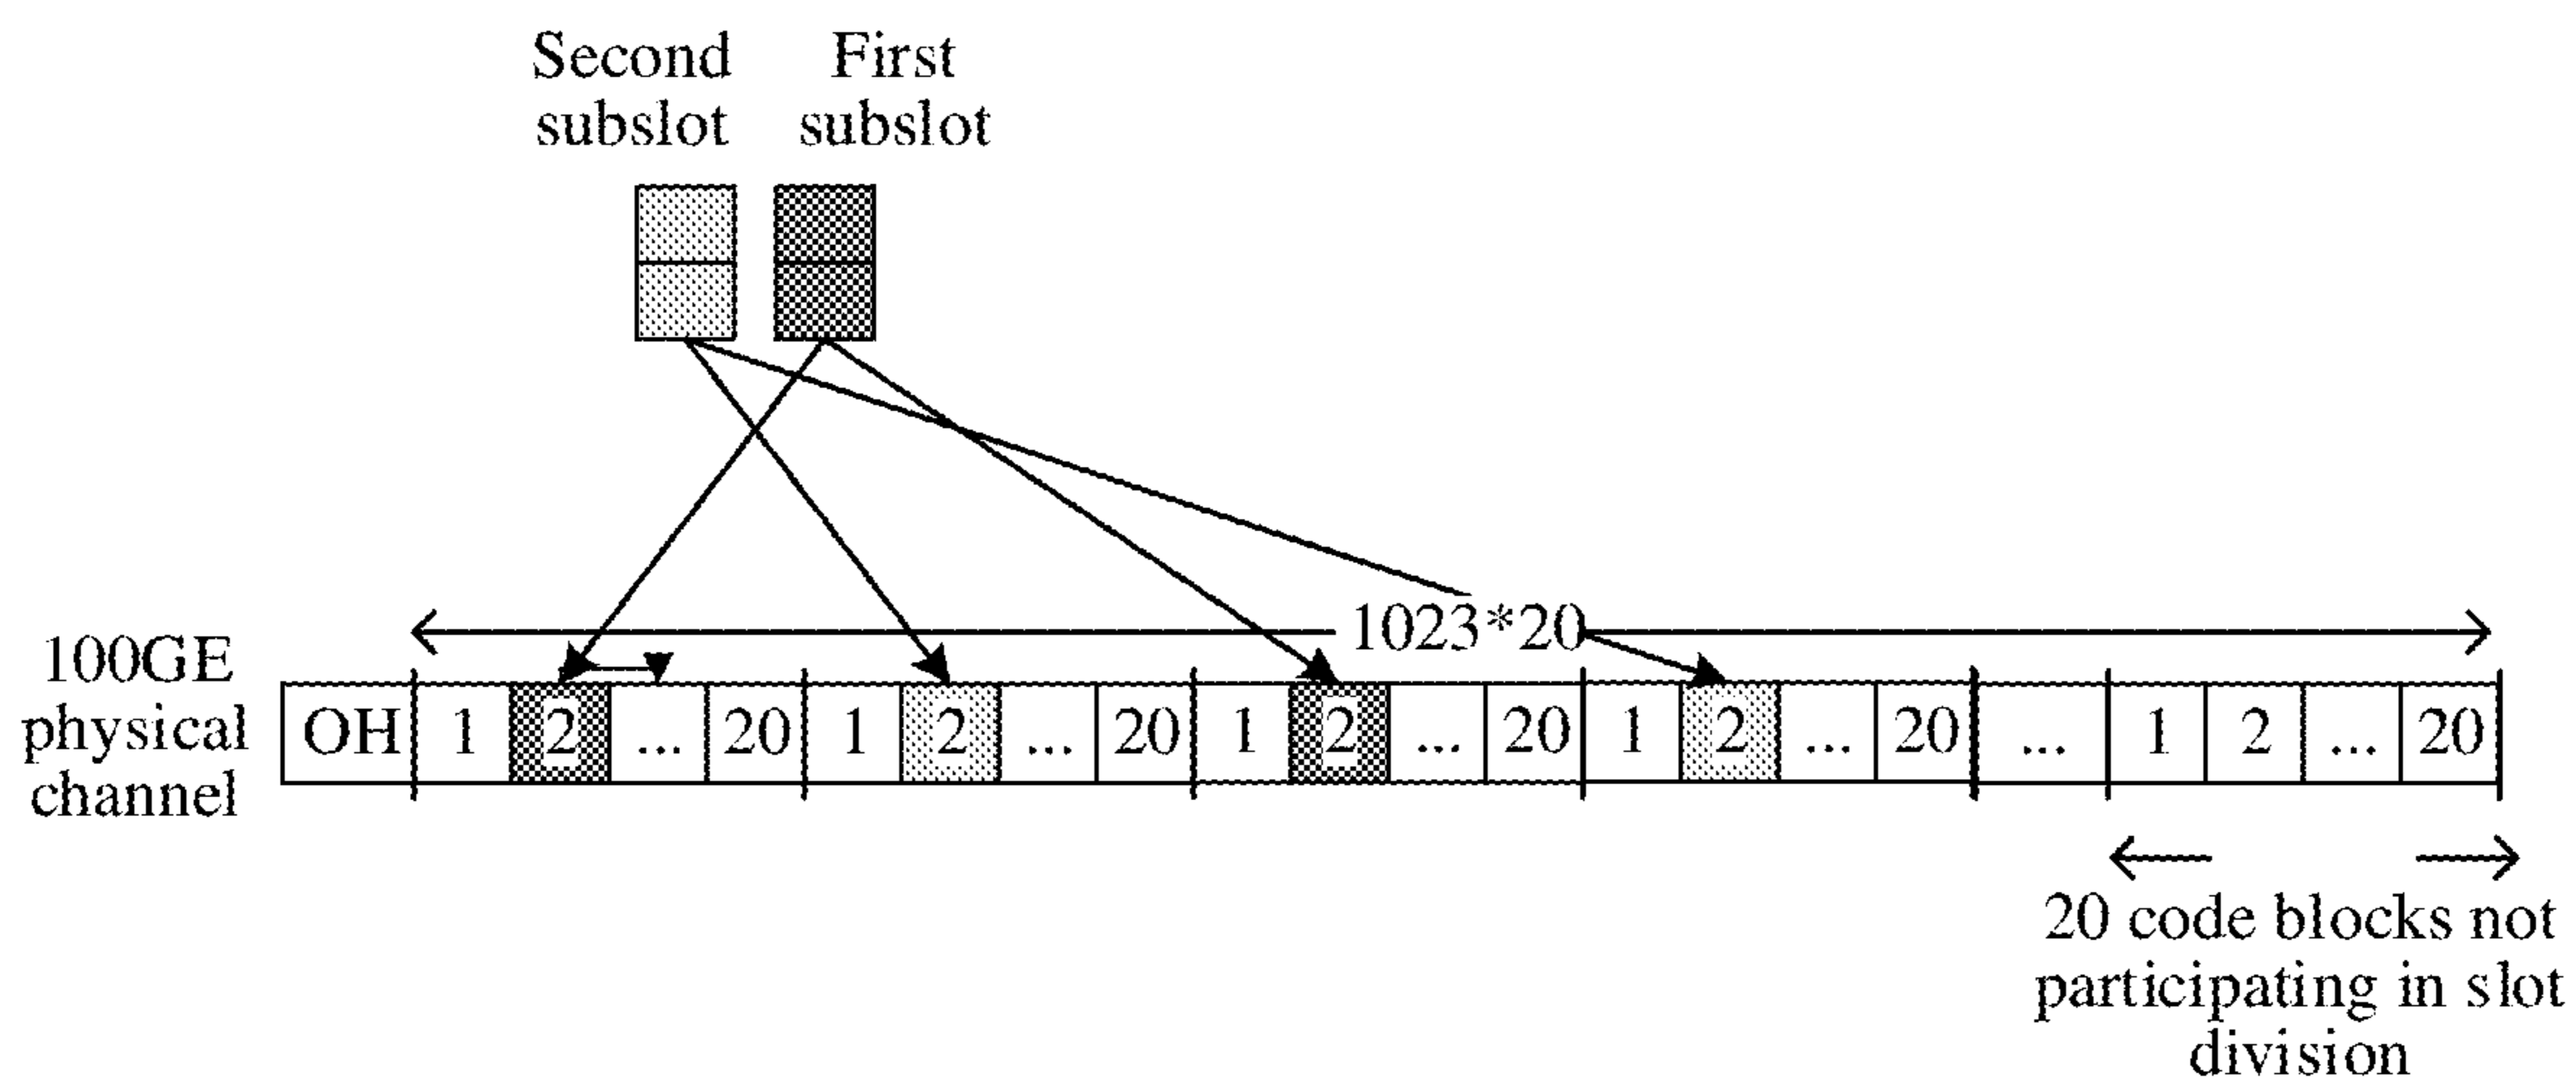 Second First
subslot subslot
1023*20
100GE
physical
channel
OH 1 2 ... 20 1 2 ... 20 1 2 ... 20 1 2 ... 20 ... 1 2 ... 20
20 code blocks not
participating in slot
division